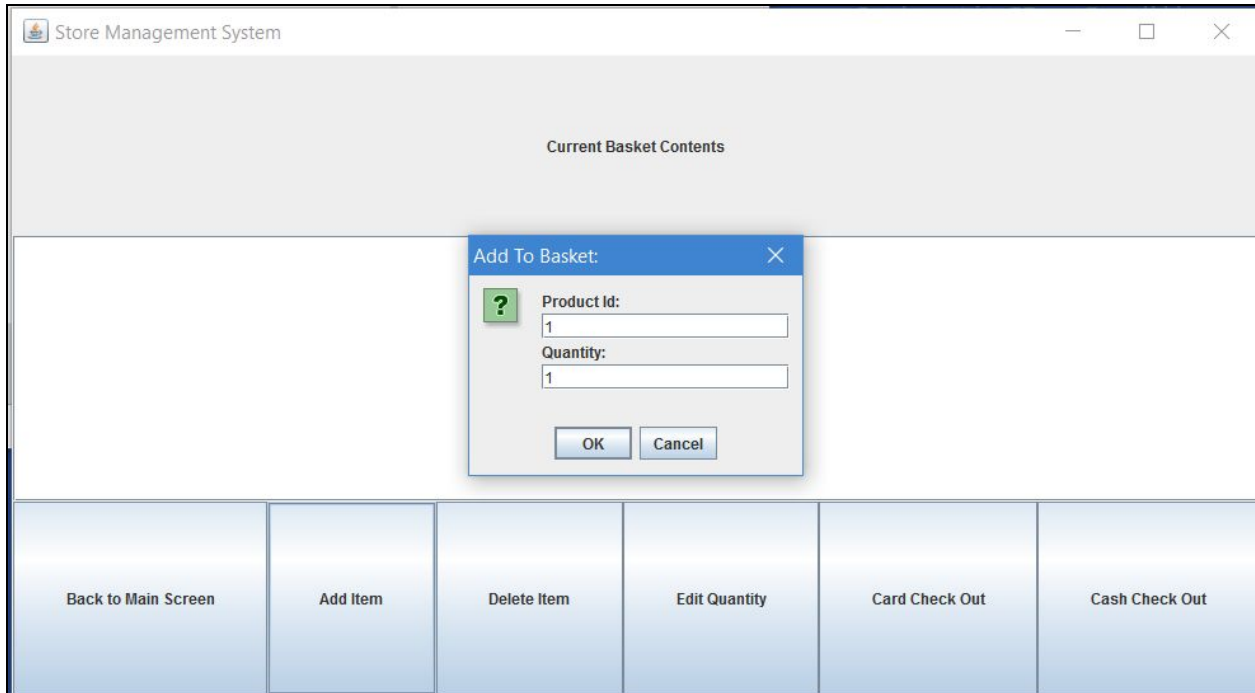 Store Management System
Current Basket Contents
Add To Basket:
?
Product Id:
1
Quantity:
1
OK Cancel
Back to Main Screen Add Item Delete Item Edit Quantity Card Check Out Cash Check Out